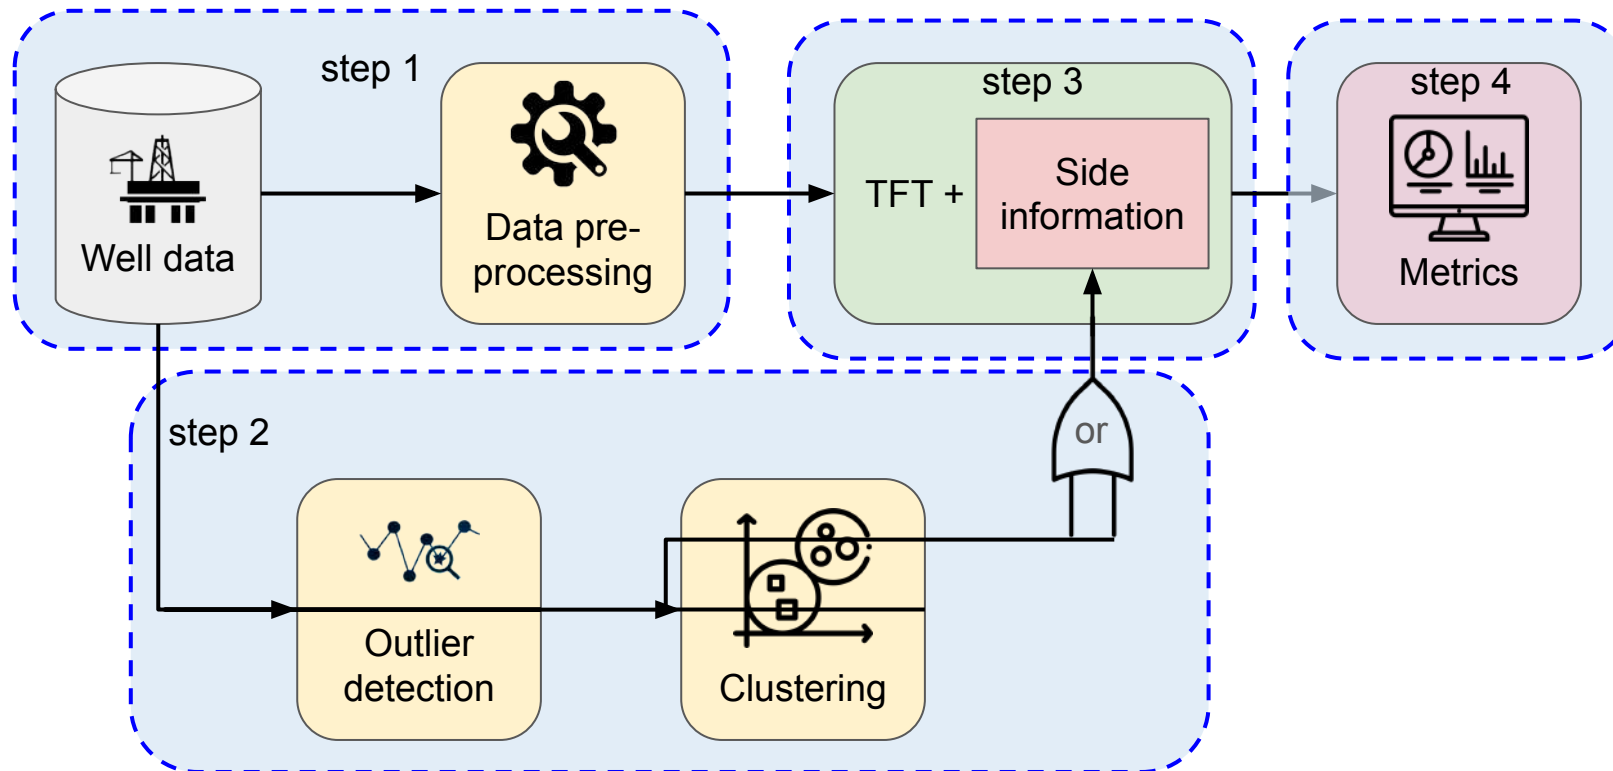 step 1
Well data
Data pre-
processing
step 3
TFT +
Side
information
step 4
Metrics
step 2
or
Outlier
detection
Clustering